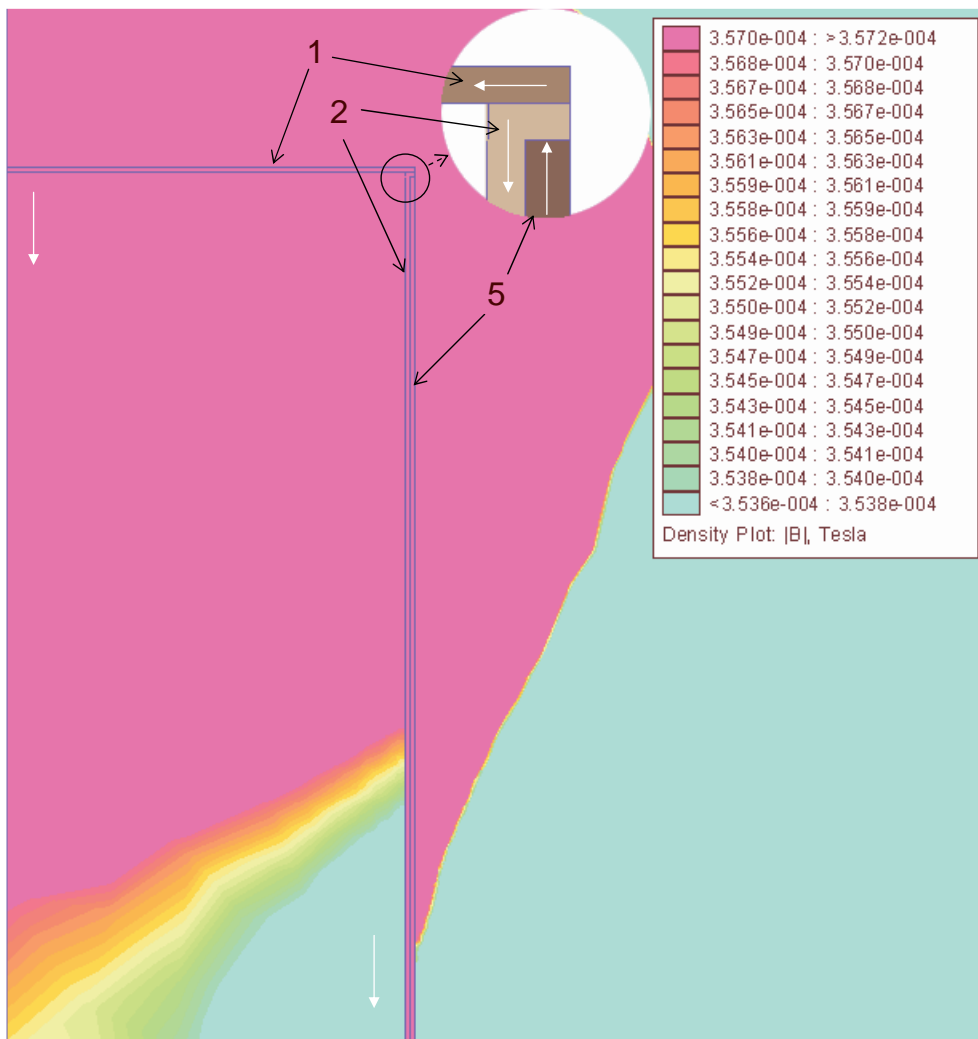 1
2
5
3.570e-004 : >3.572e-004
3.568e-004 : 3.570e-004
3.567e-004 : 3.568e-004
3.565e-004 : 3.567e-004
3.563e-004 : 3.565e-004
3.561e-004 : 3.563e-004
3.559e-004 : 3.561e-004
3.558e-004 : 3.559e-004
3.556e-004 : 3.558e-004
3.554e-004 : 3.556e-004
3.552e-004 : 3.554e-004
3.550e-004 : 3.552e-004
3.549e-004 : 3.550e-004
3.547e-004 : 3.549e-004
3.545e-004 : 3.547e-004
3.543e-004 : 3.545e-004
3.541e-004 : 3.543e-004
3.540e-004 : 3.541e-004
3.538e-004 : 3.540e-004
<3.536e-004 : 3.538e-004
Density Plot: |B|, Tesla